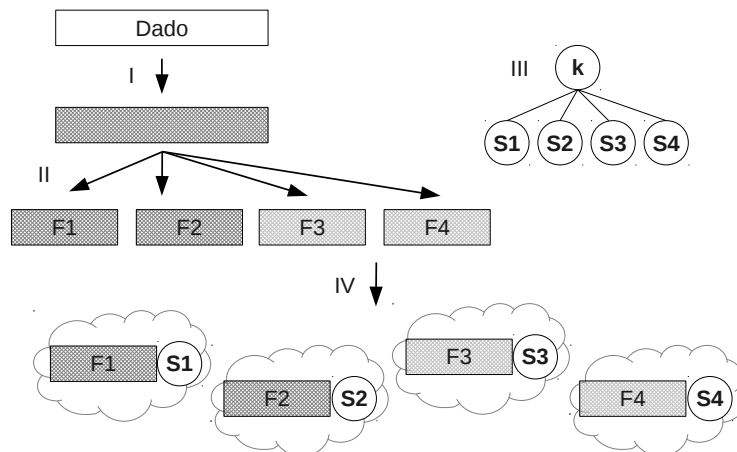 Dado
I
III
k
S1 S2 S3 S4
II
F1 F2 F3 F4
IV
F1 S1
F2 S2
F3 S3
F4 S4